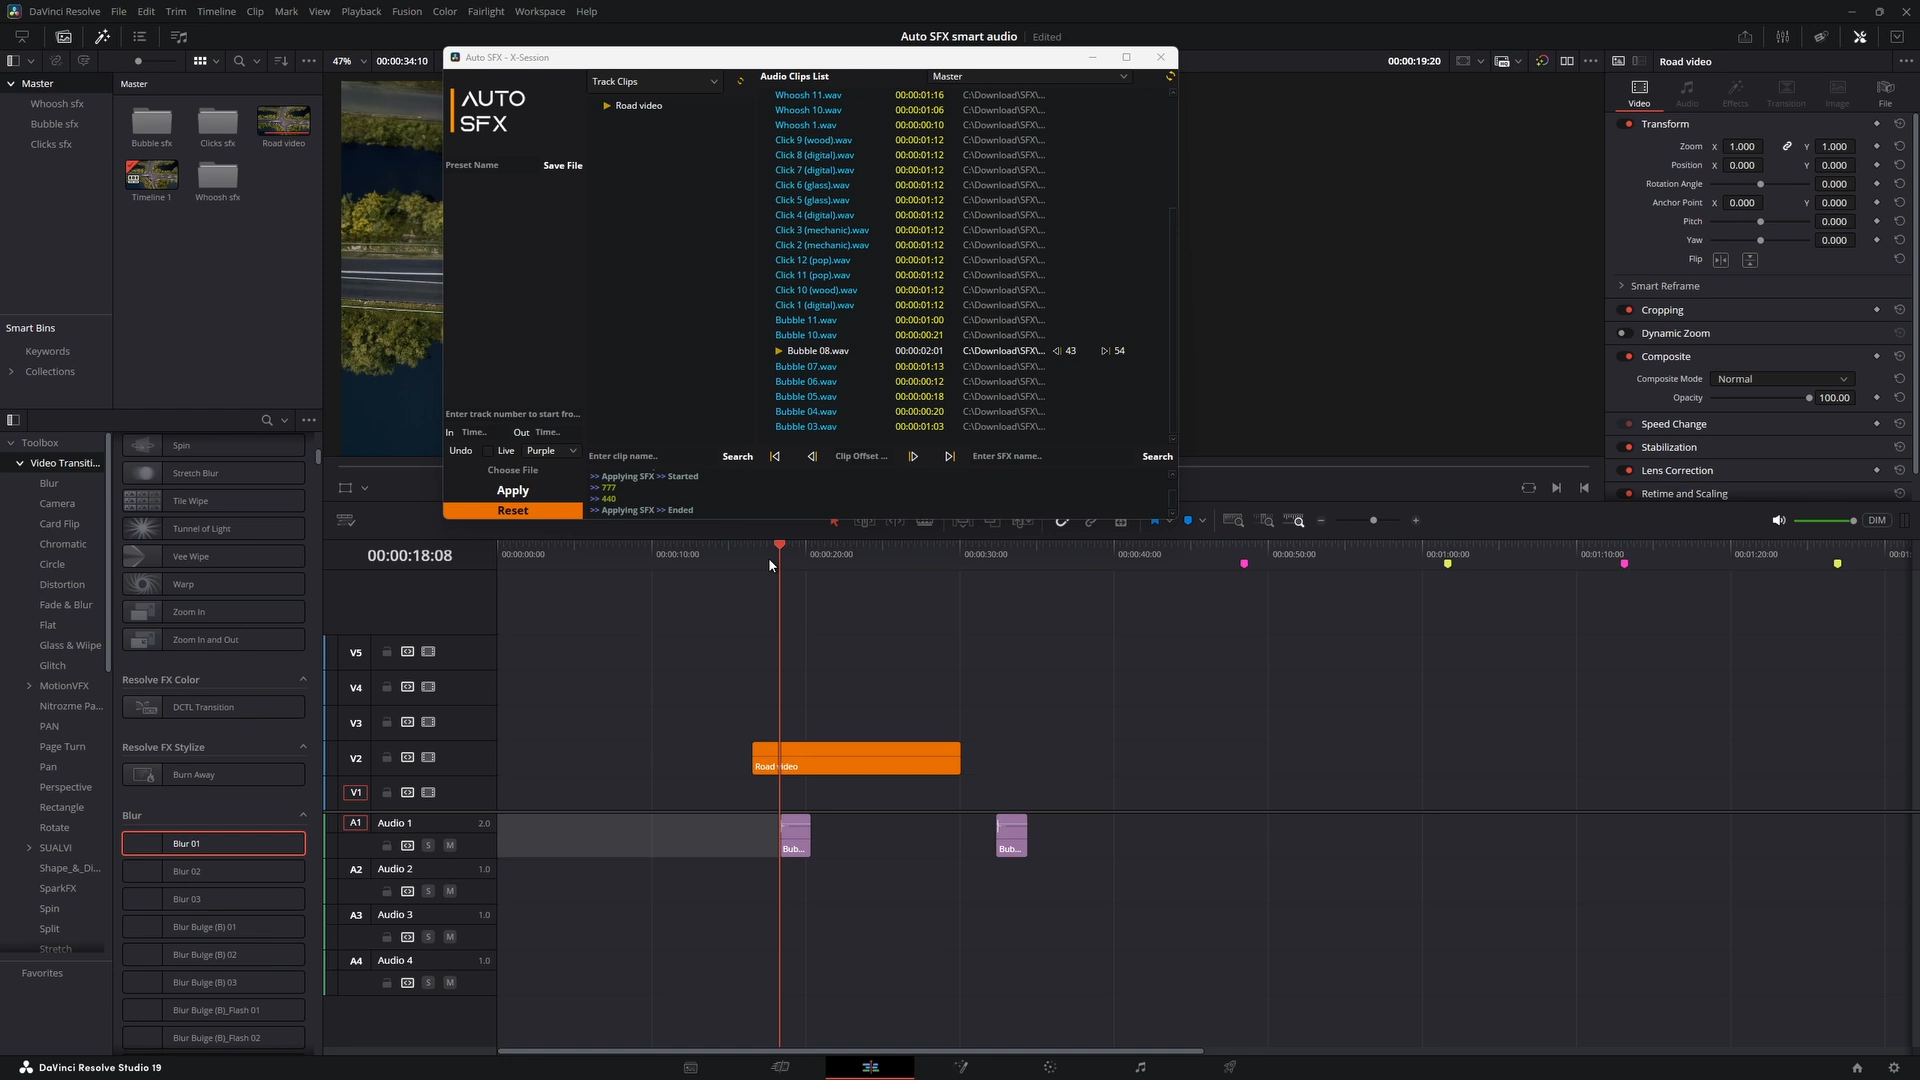 DaVinci Resolve File Edit Trim Timeline Clip Mark View Playback Fusion Color Fairlight Workspace Help
Auto SFX smart audio Edited
47% 00:00:34:10
00:00:19:20
Road video
Master
Whoosh sfx
Bubble sfx
Clicks sfx
Master
Bubble sfx Clicks sfx Road video
Timeline 1 Whoosh sfx
Smart Bins
Keywords
Collections
Auto SFX - X-Session
AUTO
SFX
Preset Name Save File
Enter track number to start fro...
In Time.. Out Time..
Undo Live Purple
Choose File
Apply
Reset
Track Clips
Road video
Enter clip name.. Search
Audio Clips List Master
Whoosh 11.wav 00:00:01:16 C:\Download\SFX\...
Whoosh 10.wav 00:00:01:06 C:\Download\SFX\...
Whoosh 1.wav 00:00:00:10 C:\Download\SFX\...
Click 9 (wood).wav 00:00:01:12 C:\Download\SFX\...
Click 8 (digital).wav 00:00:01:12 C:\Download\SFX\...
Click 7 (digital).wav 00:00:01:12 C:\Download\SFX\...
Click 6 (glass).wav 00:00:01:12 C:\Download\SFX\...
Click 5 (glass).wav 00:00:01:12 C:\Download\SFX\...
Click 4 (digital).wav 00:00:01:12 C:\Download\SFX\...
Click 3 (mechanic).wav 00:00:01:12 C:\Download\SFX\...
Click 2 (mechanic).wav 00:00:01:12 C:\Download\SFX\...
Click 12 (pop).wav 00:00:01:12 C:\Download\SFX\...
Click 11 (pop).wav 00:00:01:12 C:\Download\SFX\...
Click 10 (wood).wav 00:00:01:12 C:\Download\SFX\...
Click 1 (digital).wav 00:00:01:12 C:\Download\SFX\...
Bubble 11.wav 00:00:01:00 C:\Download\SFX\...
Bubble 10.wav 00:00:00:21 C:\Download\SFX\...
Bubble 08.wav 00:00:02:01 C:\Download\SFX\... 43 54
Bubble 07.wav 00:00:01:13 C:\Download\SFX\...
Bubble 06.wav 00:00:00:12 C:\Download\SFX\...
Bubble 05.wav 00:00:00:18 C:\Download\SFX\...
Bubble 04.wav 00:00:00:20 C:\Download\SFX\...
Bubble 03.wav 00:00:01:03 C:\Download\SFX\...
Clip Offset ... Enter SFX name.. Search
>> Applying SFX >> Started
>> 777
>> 440
>> Applying SFX >> Ended
Video Audio Effects Transition Image File
Transform
Zoom X 1.000 Y 1.000
Position X 0.000 Y 0.000
Rotation Angle 0.000
Anchor Point X 0.000 Y 0.000
Pitch 0.000
Yaw 0.000
Flip
Smart Reframe
Cropping
Dynamic Zoom
Composite
Composite Mode Normal
Opacity 100.00
Speed Change
Stabilization
Lens Correction
Retime and Scaling
Toolbox
Video Transiti...
Blur
Camera
Card Flip
Chromatic
Circle
Distortion
Fade & Blur
Flat
Glass & Wiipe
Glitch
MotionVFX
Nitrozme Pa...
PAN
Page Turn
Pan
Perspective
Rectangle
Rotate
SUALVI
Shape_&_Di...
SparkFX
Spin
Split
Stretch
Favorites
Spin
Stretch Blur
Tile Wipe
Tunnel of Light
Vee Wipe
Warp
Zoom In
Zoom In and Out
Resolve FX Color
DCTL Transition
Resolve FX Stylize
Burn Away
Blur
Blur 01
Blur 02
Blur 03
Blur Bulge (B) 01
Blur Bulge (B) 02
Blur Bulge (B) 03
Blur Bulge (B)_Flash 01
Blur Bulge (B)_Flash 02
DIM
00:00:18:08
00:00:00:00 00:00:10:00 00:00:20:00 00:00:30:00 00:00:40:00 00:00:50:00 00:01:00:00 00:01:10:00 00:01:20:00 00:01:
V5
V4
V3
V2
Road video
V1
A1 Audio 1 2.0
S M
Bub... Bub...
A2 Audio 2 1.0
S M
A3 Audio 3 1.0
S M
A4 Audio 4 1.0
S M
DaVinci Resolve Studio 19